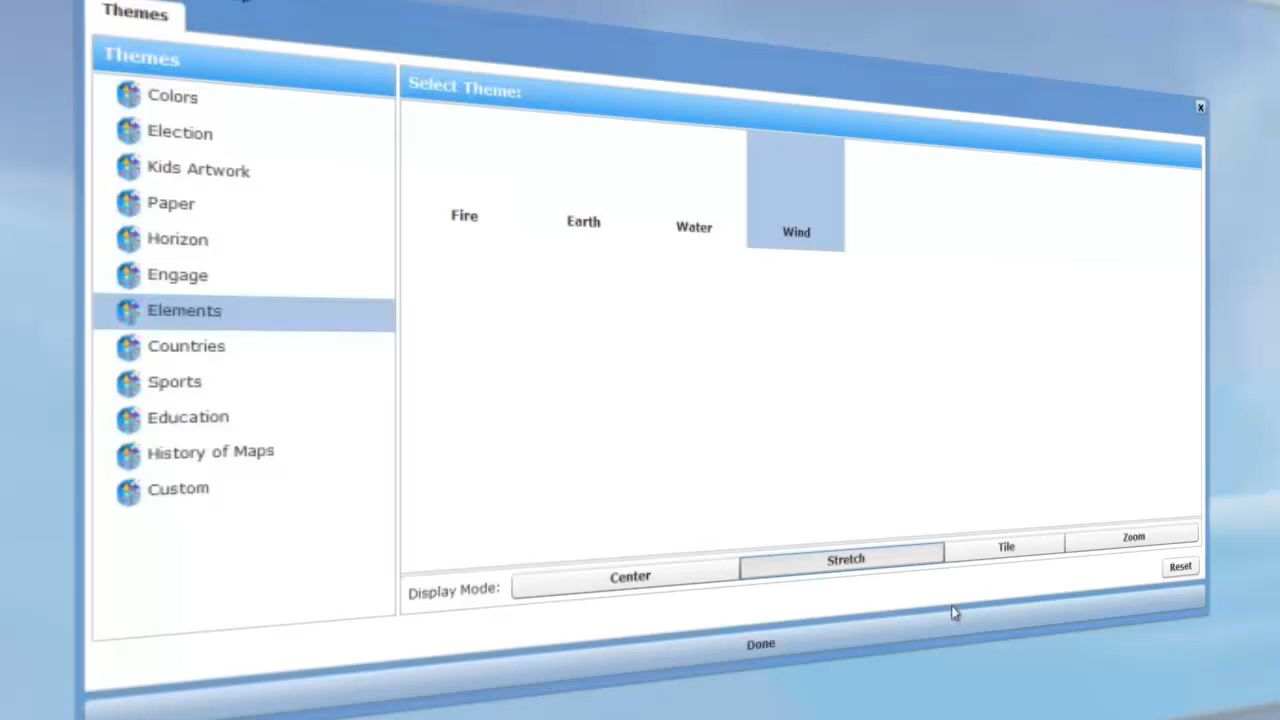 Themes
Themes
Colors
Election
Kids Artwork
Paper
Horizon
Engage
Elements
Countries
Sports
Education
History of Maps
Custom
Select Theme:
x
Fire
Earth
Water
Wind
Display Mode:
Center
Stretch
Tile
Zoom
Reset
Done